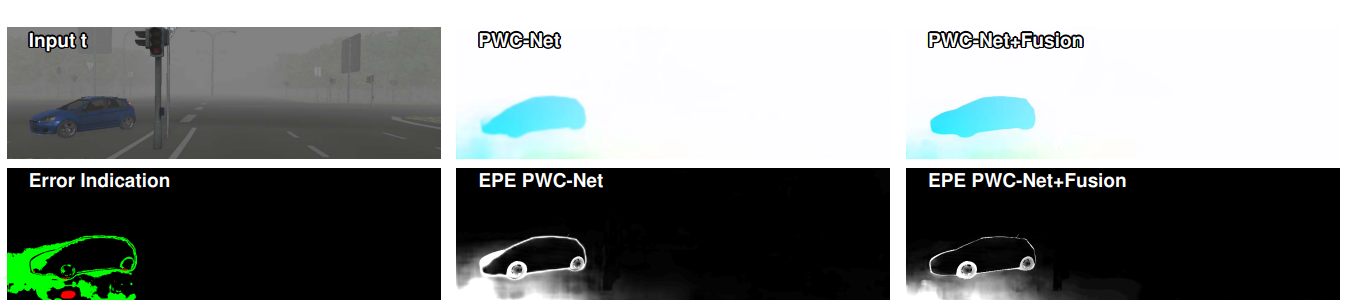 Input t
PWC-Net
PWC-Net+Fusion
Error Indication
EPE PWC-Net
EPE PWC-Net+Fusion